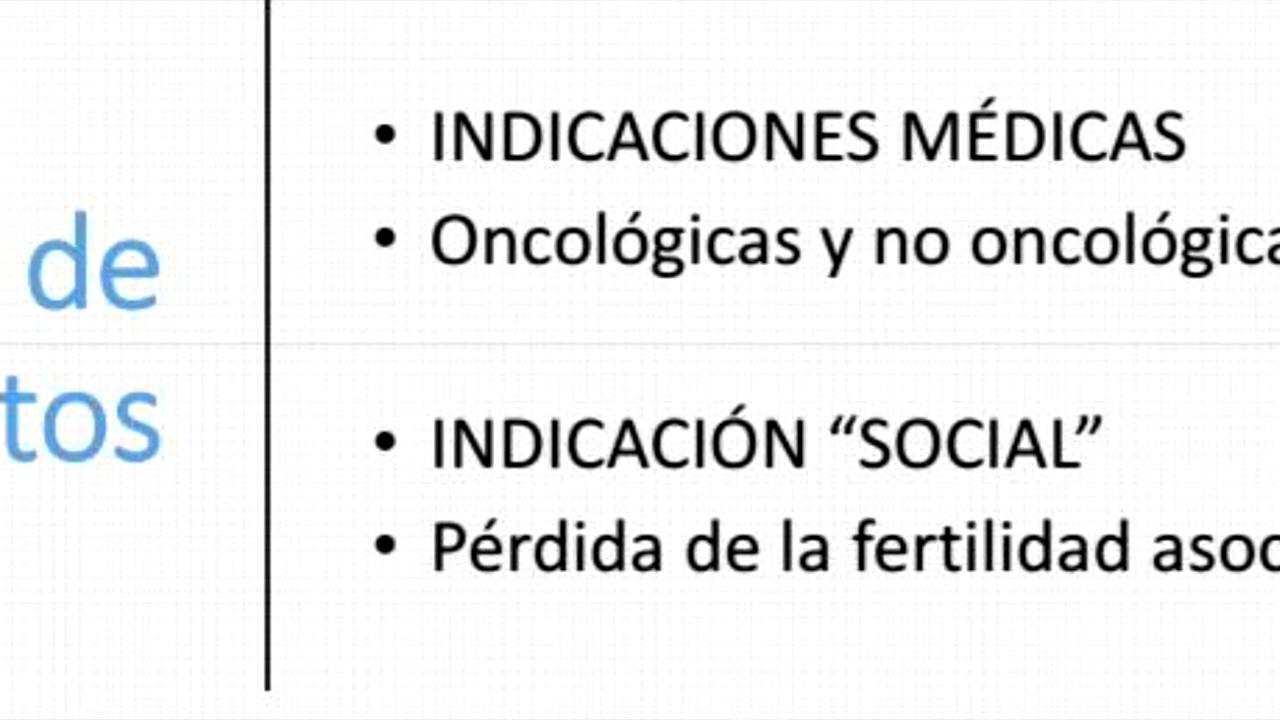 de
tos
• INDICACIONES MÉDICAS
• Oncológicas y no oncológica
• INDICACIÓN “SOCIAL”
• Pérdida de la fertilidad asoc